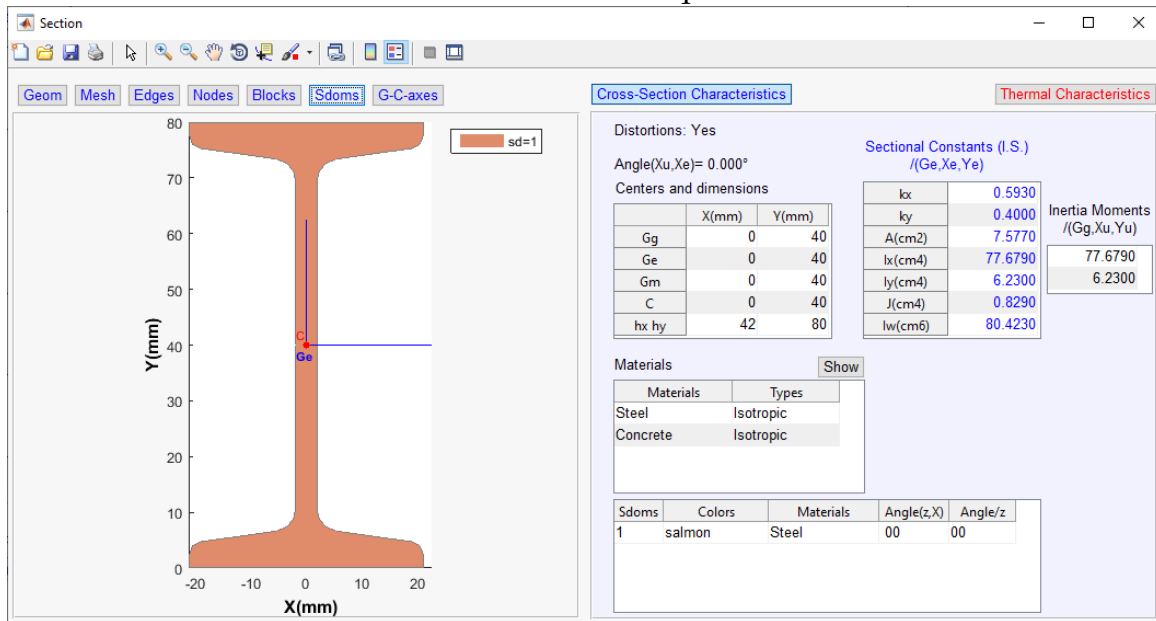 Section
Geom Mesh Edges Nodes Blocks Sdoms G-C-axes
80
70
60
50
40
30
20
10
0
-20 -10 0 10 20
X(mm)
Y(mm)
sd=1
C
Ge
Cross-Section Characteristics Thermal Characteristics
Distortions: Yes
Angle(Xu,Xe)= 0.000°
Centers and dimensions
X(mm) Y(mm)
Gg 0 40
Ge 0 40
Gm 0 40
C 0 40
hx hy 42 80
Sectional Constants (I.S.)
/(Ge,Xe,Ye)
kx 0.5930
ky 0.4000
A(cm2) 7.5770
Ix(cm4) 77.6790
Iy(cm4) 6.2300
J(cm4) 0.8290
Iw(cm6) 80.4230
Inertia Moments
/(Gg,Xu,Yu)
77.6790
6.2300
Materials Show
Materials Types
Steel Isotropic
Concrete Isotropic
Sdoms Colors Materials Angle(z,X) Angle/z
1 salmon Steel 00 00